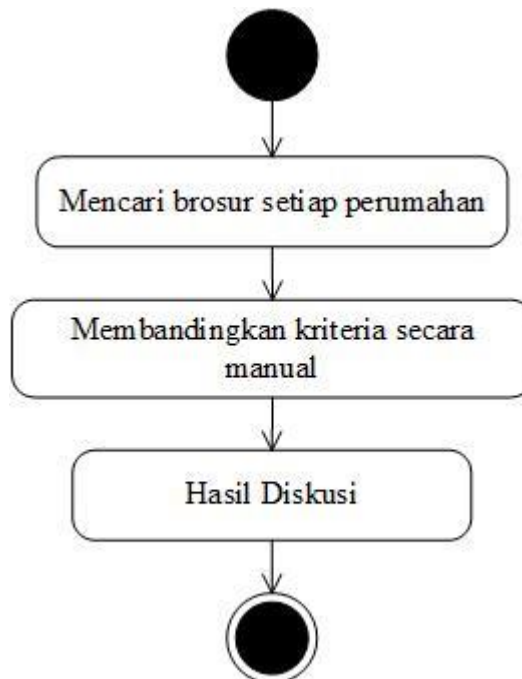 Mencari brosur setiap perumahan
Membandingkan kriteria secara
manual
Hasil Diskusi